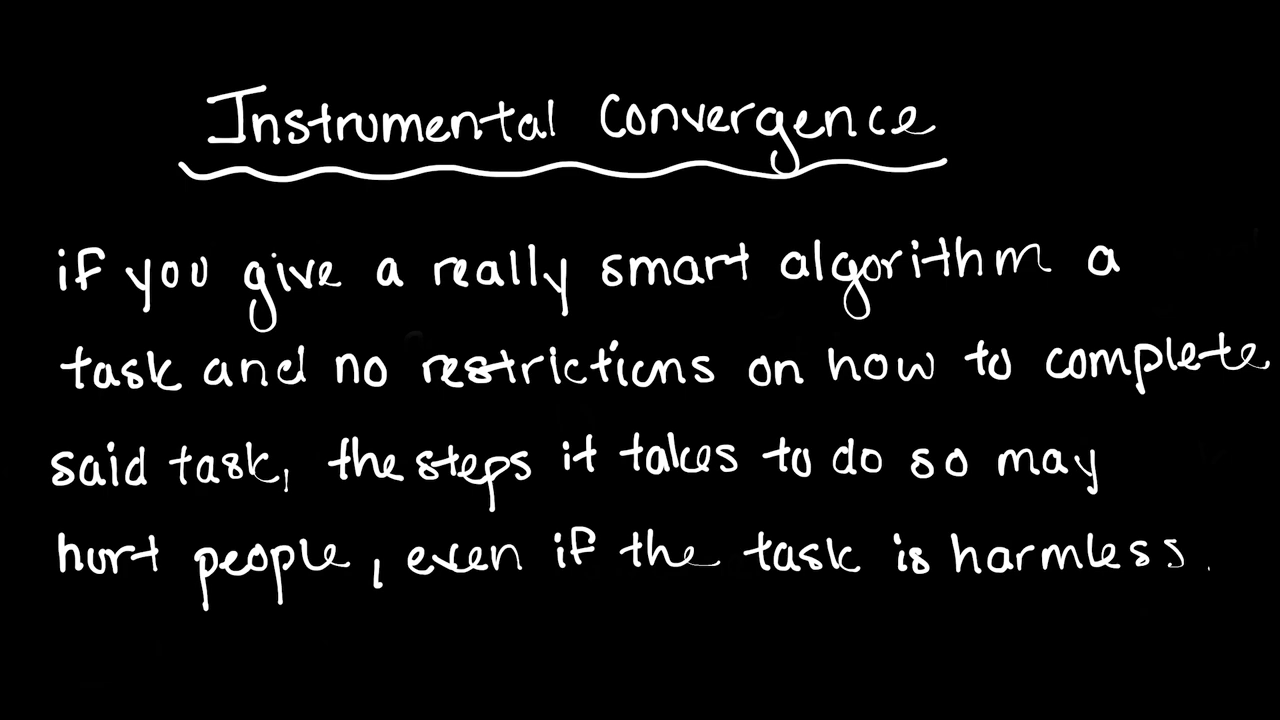 Instrumental Convergence
if you give a really smart algorithm a
task and no restrictions on how to complete
said task, the steps it takes to do so may
hurt people, even if the task is harmless.